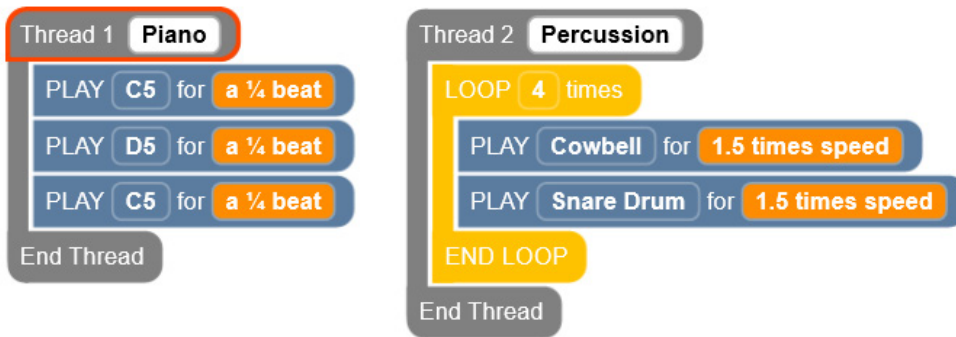 Thread 1 Piano
PLAY C5 for a ¼ beat
PLAY D5 for a ¼ beat
PLAY C5 for a ¼ beat
End Thread
Thread 2 Percussion
LOOP 4 times
PLAY Cowbell for 1.5 times speed
PLAY Snare Drum for 1.5 times speed
END LOOP
End Thread